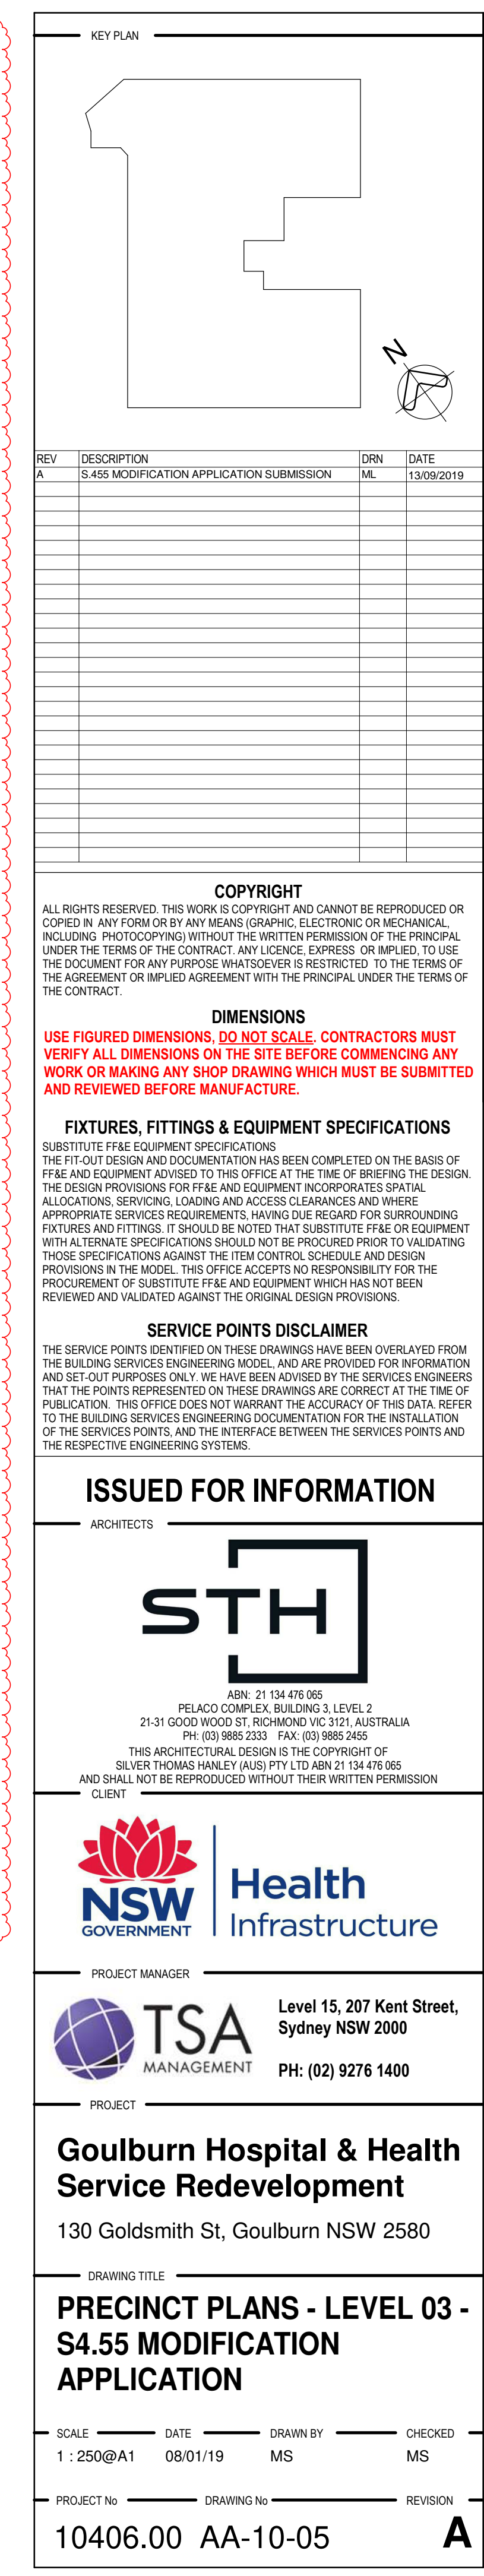 KEY PLAN
N
REV DESCRIPTION DRN DATE
A S.455 MODIFICATION APPLICATION SUBMISSION ML 13/09/2019
COPYRIGHT
ALL RIGHTS RESERVED. THIS WORK IS COPYRIGHT AND CANNOT BE REPRODUCED OR
COPIED IN ANY FORM OR BY ANY MEANS (GRAPHIC, ELECTRONIC OR MECHANICAL,
INCLUDING PHOTOCOPYING) WITHOUT THE WRITTEN PERMISSION OF THE PRINCIPAL
UNDER THE TERMS OF THE CONTRACT. ANY LICENCE, EXPRESS OR IMPLIED, TO USE
THE DOCUMENT FOR ANY PURPOSE WHATSOEVER IS RESTRICTED TO THE TERMS OF
THE AGREEMENT OR IMPLIED AGREEMENT WITH THE PRINCIPAL UNDER THE TERMS OF
THE CONTRACT.
DIMENSIONS
USE FIGURED DIMENSIONS, DO NOT SCALE. CONTRACTORS MUST
VERIFY ALL DIMENSIONS ON THE SITE BEFORE COMMENCING ANY
WORK OR MAKING ANY SHOP DRAWING WHICH MUST BE SUBMITTED
AND REVIEWED BEFORE MANUFACTURE.
FIXTURES, FITTINGS & EQUIPMENT SPECIFICATIONS
SUBSTITUTE FF&E EQUIPMENT SPECIFICATIONS
THE FIT-OUT DESIGN AND DOCUMENTATION HAS BEEN COMPLETED ON THE BASIS OF
FF&E AND EQUIPMENT ADVISED TO THIS OFFICE AT THE TIME OF BRIEFING THE DESIGN.
THE DESIGN PROVISIONS FOR FF&E AND EQUIPMENT INCORPORATES SPATIAL
ALLOCATIONS, SERVICING, LOADING AND ACCESS CLEARANCES AND WHERE
APPROPRIATE SERVICES REQUIREMENTS, HAVING DUE REGARD FOR SURROUNDING
FIXTURES AND FITTINGS. IT SHOULD BE NOTED THAT SUBSTITUTE FF&E OR EQUIPMENT
WITH ALTERNATE SPECIFICATIONS SHOULD NOT BE PROCURED PRIOR TO VALIDATING
THOSE SPECIFICATIONS AGAINST THE ITEM CONTROL SCHEDULE AND DESIGN
PROVISIONS IN THE MODEL. THIS OFFICE ACCEPTS NO RESPONSIBILITY FOR THE
PROCUREMENT OF SUBSTITUTE FF&E AND EQUIPMENT WHICH HAS NOT BEEN
REVIEWED AND VALIDATED AGAINST THE ORIGINAL DESIGN PROVISIONS.
SERVICE POINTS DISCLAIMER
THE SERVICE POINTS IDENTIFIED ON THESE DRAWINGS HAVE BEEN OVERLAYED FROM
THE BUILDING SERVICES ENGINEERING MODEL, AND ARE PROVIDED FOR INFORMATION
AND SET-OUT PURPOSES ONLY. WE HAVE BEEN ADVISED BY THE SERVICES ENGINEERS
THAT THE POINTS REPRESENTED ON THESE DRAWINGS ARE CORRECT AT THE TIME OF
PUBLICATION. THIS OFFICE DOES NOT WARRANT THE ACCURACY OF THIS DATA. REFER
TO THE BUILDING SERVICES ENGINEERING DOCUMENTATION FOR THE INSTALLATION
OF THE SERVICES POINTS, AND THE INTERFACE BETWEEN THE SERVICES POINTS AND
THE RESPECTIVE ENGINEERING SYSTEMS.
ISSUED FOR INFORMATION
ARCHITECTS
STH
ABN: 21 134 476 065
PELACO COMPLEX, BUILDING 3, LEVEL 2
21-31 GOOD WOOD ST, RICHMOND VIC 3121, AUSTRALIA
PH: (03) 9885 2333 FAX: (03) 9885 2455
THIS ARCHITECTURAL DESIGN IS THE COPYRIGHT OF
SILVER THOMAS HANLEY (AUS) PTY LTD ABN 21 134 476 065
AND SHALL NOT BE REPRODUCED WITHOUT THEIR WRITTEN PERMISSION
CLIENT
NSW
GOVERNMENT
Health
Infrastructure
PROJECT MANAGER
TSA
MANAGEMENT
Level 15, 207 Kent Street,
Sydney NSW 2000
PH: (02) 9276 1400
PROJECT
Goulburn Hospital & Health
Service Redevelopment
130 Goldsmith St, Goulburn NSW 2580
DRAWING TITLE
PRECINCT PLANS - LEVEL 03 -
S4.55 MODIFICATION
APPLICATION
SCALE DATE DRAWN BY CHECKED
1 : 250@A1 08/01/19 MS MS
PROJECT No DRAWING No REVISION
10406.00 AA-10-05 A